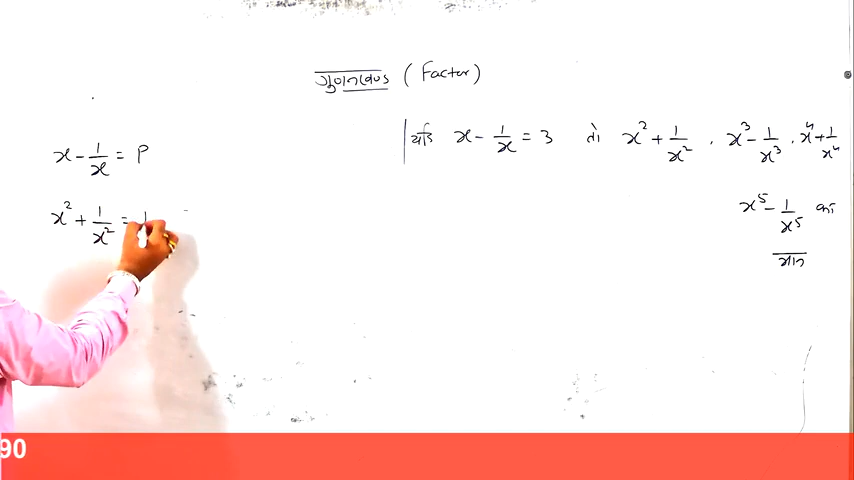 गुणनखण्ड (Factor)
यदि x - 1/x = 3 तो x² + 1/x² , x³ - 1/x³ , x⁴ + 1/x⁴
x⁵ - 1/x⁵ का
मान
x - 1/x = P
x² + 1/x² =
90